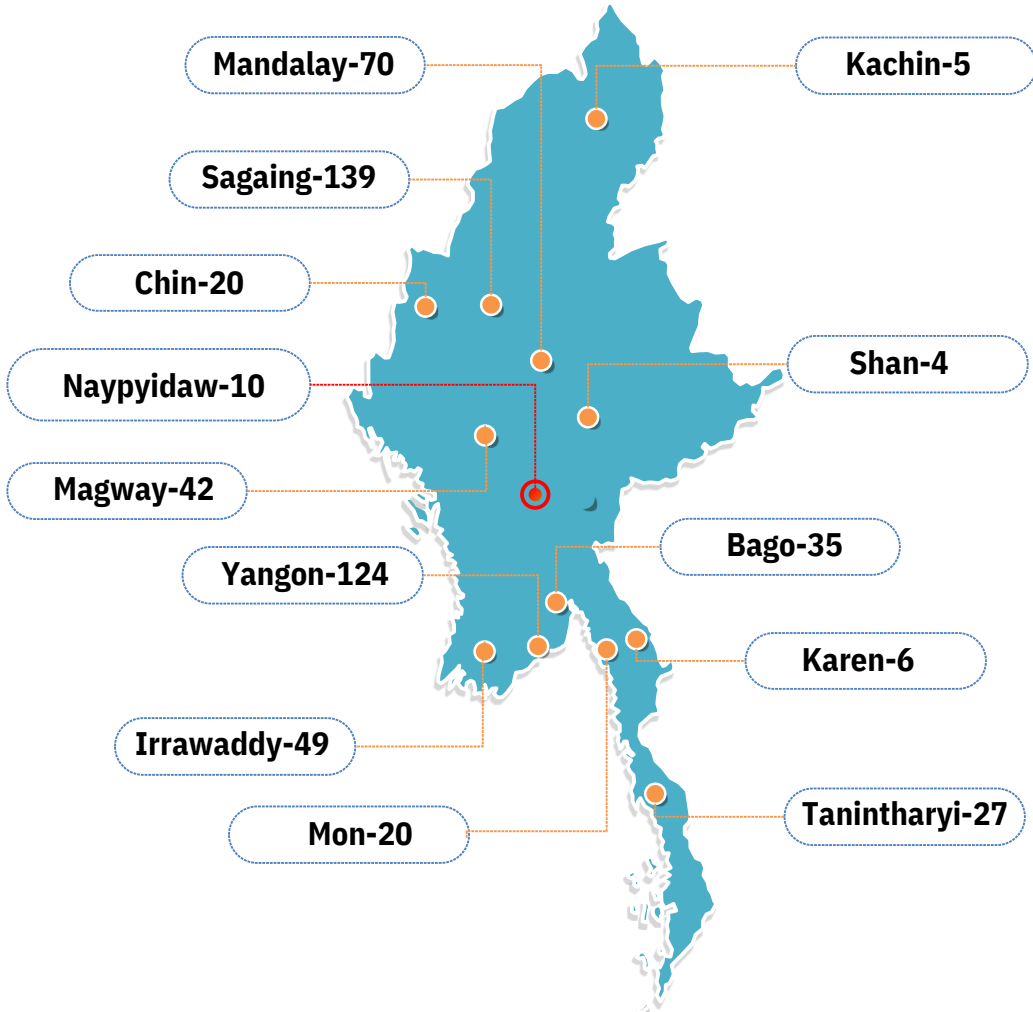 Mandalay-70
Kachin-5
Sagaing-139
Chin-20
Naypyidaw-10
Shan-4
Magway-42
Bago-35
Yangon-124
Karen-6
Irrawaddy-49
Tanintharyi-27
Mon-20